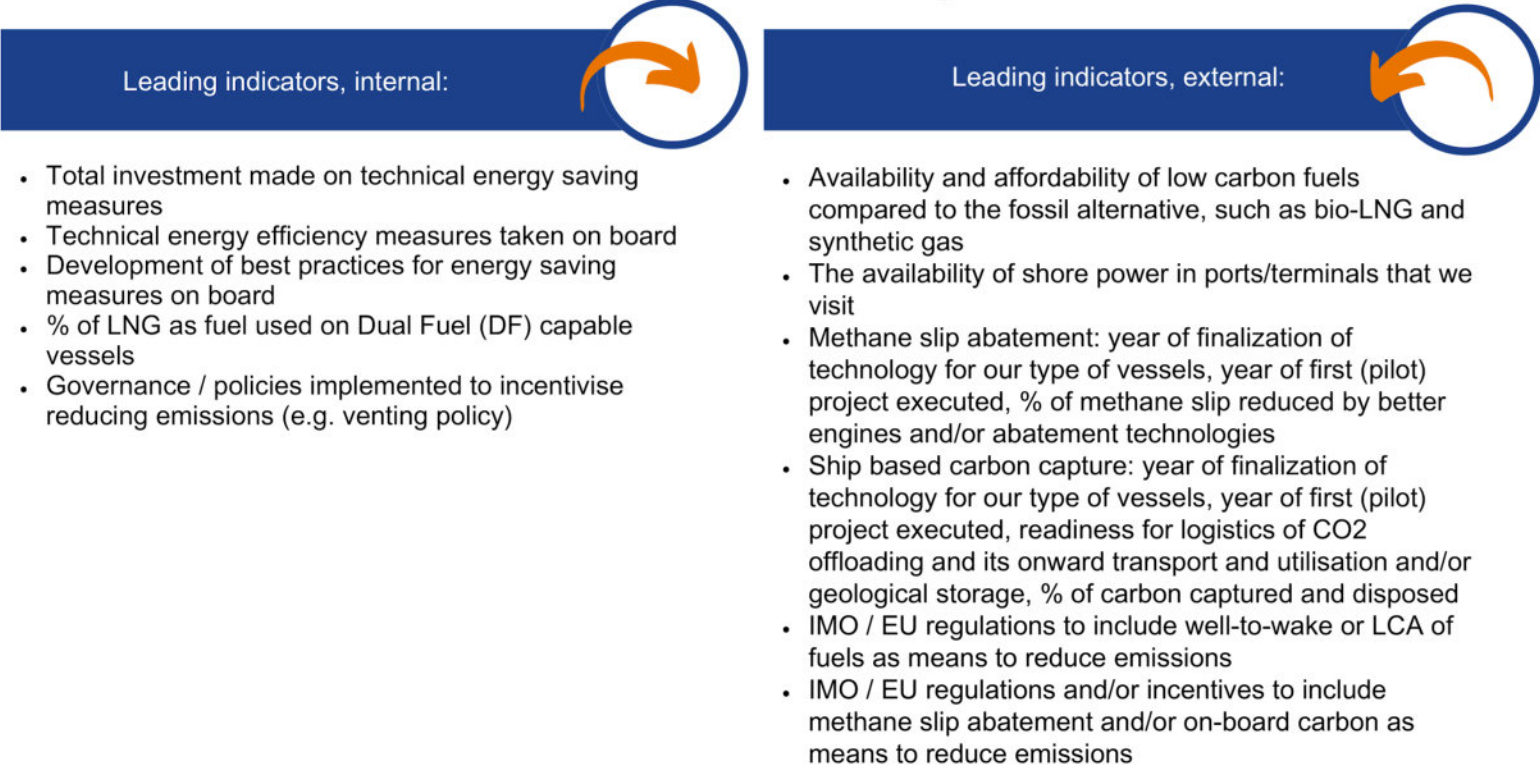 Leading indicators, internal:
• Total investment made on technical energy saving
measures
• Technical energy efficiency measures taken on board
• Development of best practices for energy saving
measures on board
• % of LNG as fuel used on Dual Fuel (DF) capable
vessels
• Governance / policies implemented to incentivise
reducing emissions (e.g. venting policy)
Leading indicators, external:
• Availability and affordability of low carbon fuels
compared to the fossil alternative, such as bio-LNG and
synthetic gas
• The availability of shore power in ports/terminals that we
visit
• Methane slip abatement: year of finalization of
technology for our type of vessels, year of first (pilot)
project executed, % of methane slip reduced by better
engines and/or abatement technologies
• Ship based carbon capture: year of finalization of
technology for our type of vessels, year of first (pilot)
project executed, readiness for logistics of CO2
offloading and its onward transport and utilisation and/or
geological storage, % of carbon captured and disposed
• IMO / EU regulations to include well-to-wake or LCA of
fuels as means to reduce emissions
• IMO / EU regulations and/or incentives to include
methane slip abatement and/or on-board carbon as
means to reduce emissions